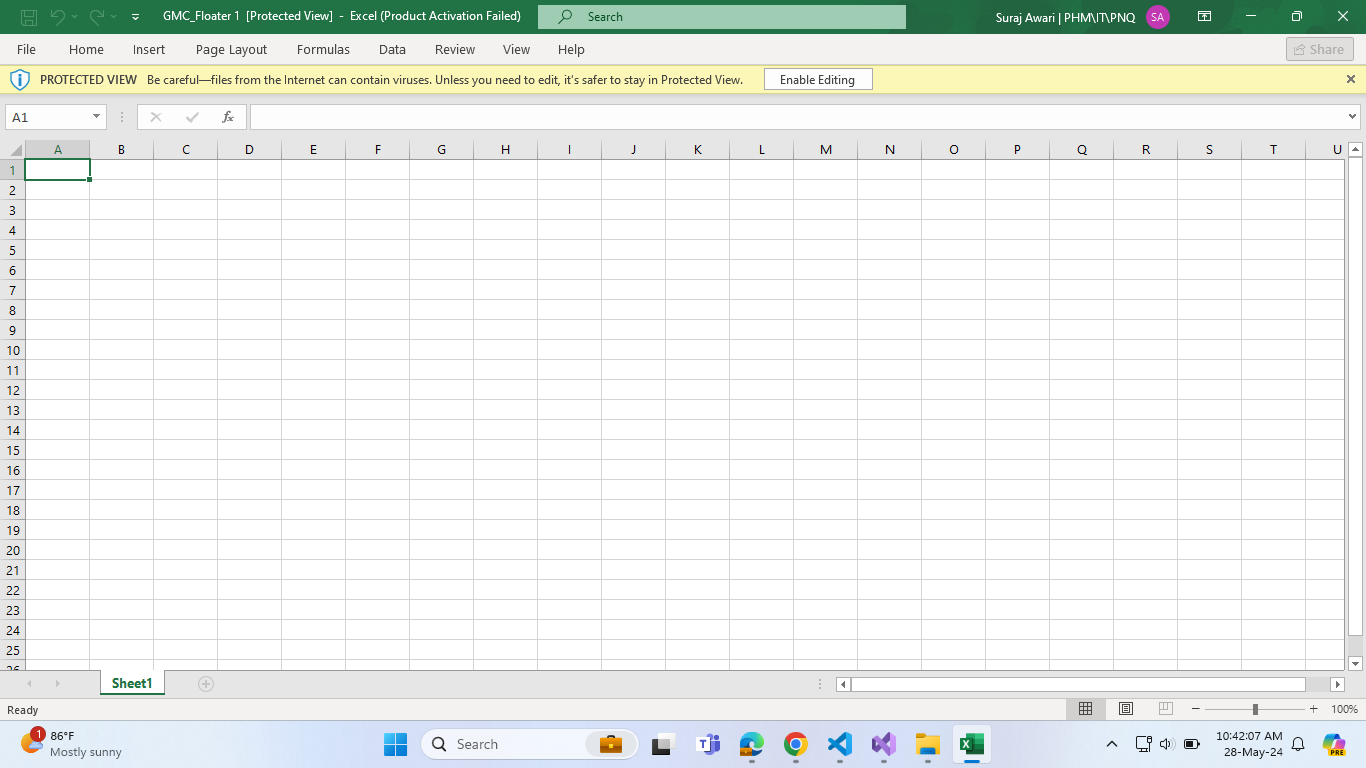 GMC_Floater 1 [Protected View] - Excel (Product Activation Failed)
Search
Suraj Awari | PHM\IT\PNQ
SA
File Home Insert Page Layout Formulas Data Review View Help
Share
PROTECTED VIEW Be careful—files from the Internet can contain viruses. Unless you need to edit, it's safer to stay in Protected View.
Enable Editing
A1
fx
A B C D E F G H I J K L M N O P Q R S T U
1
2
3
4
5
6
7
8
9
10
11
12
13
14
15
16
17
18
19
20
21
22
23
24
25
26
Sheet1
Ready
100%
1
86°F
Mostly sunny
Search
10:42:07 AM
28-May-24
PRE